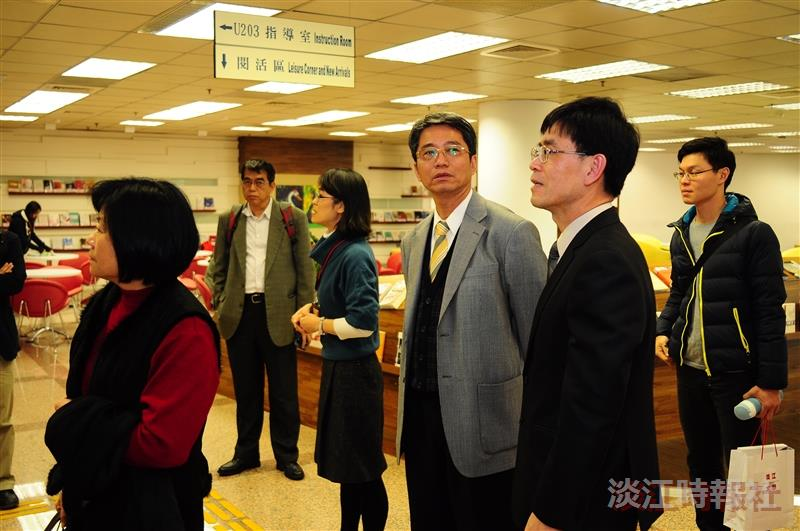 ←U203 指導室 Instruction Room
↓ 閱活區 Leisure Corner and New Arrivals
淡江時報社